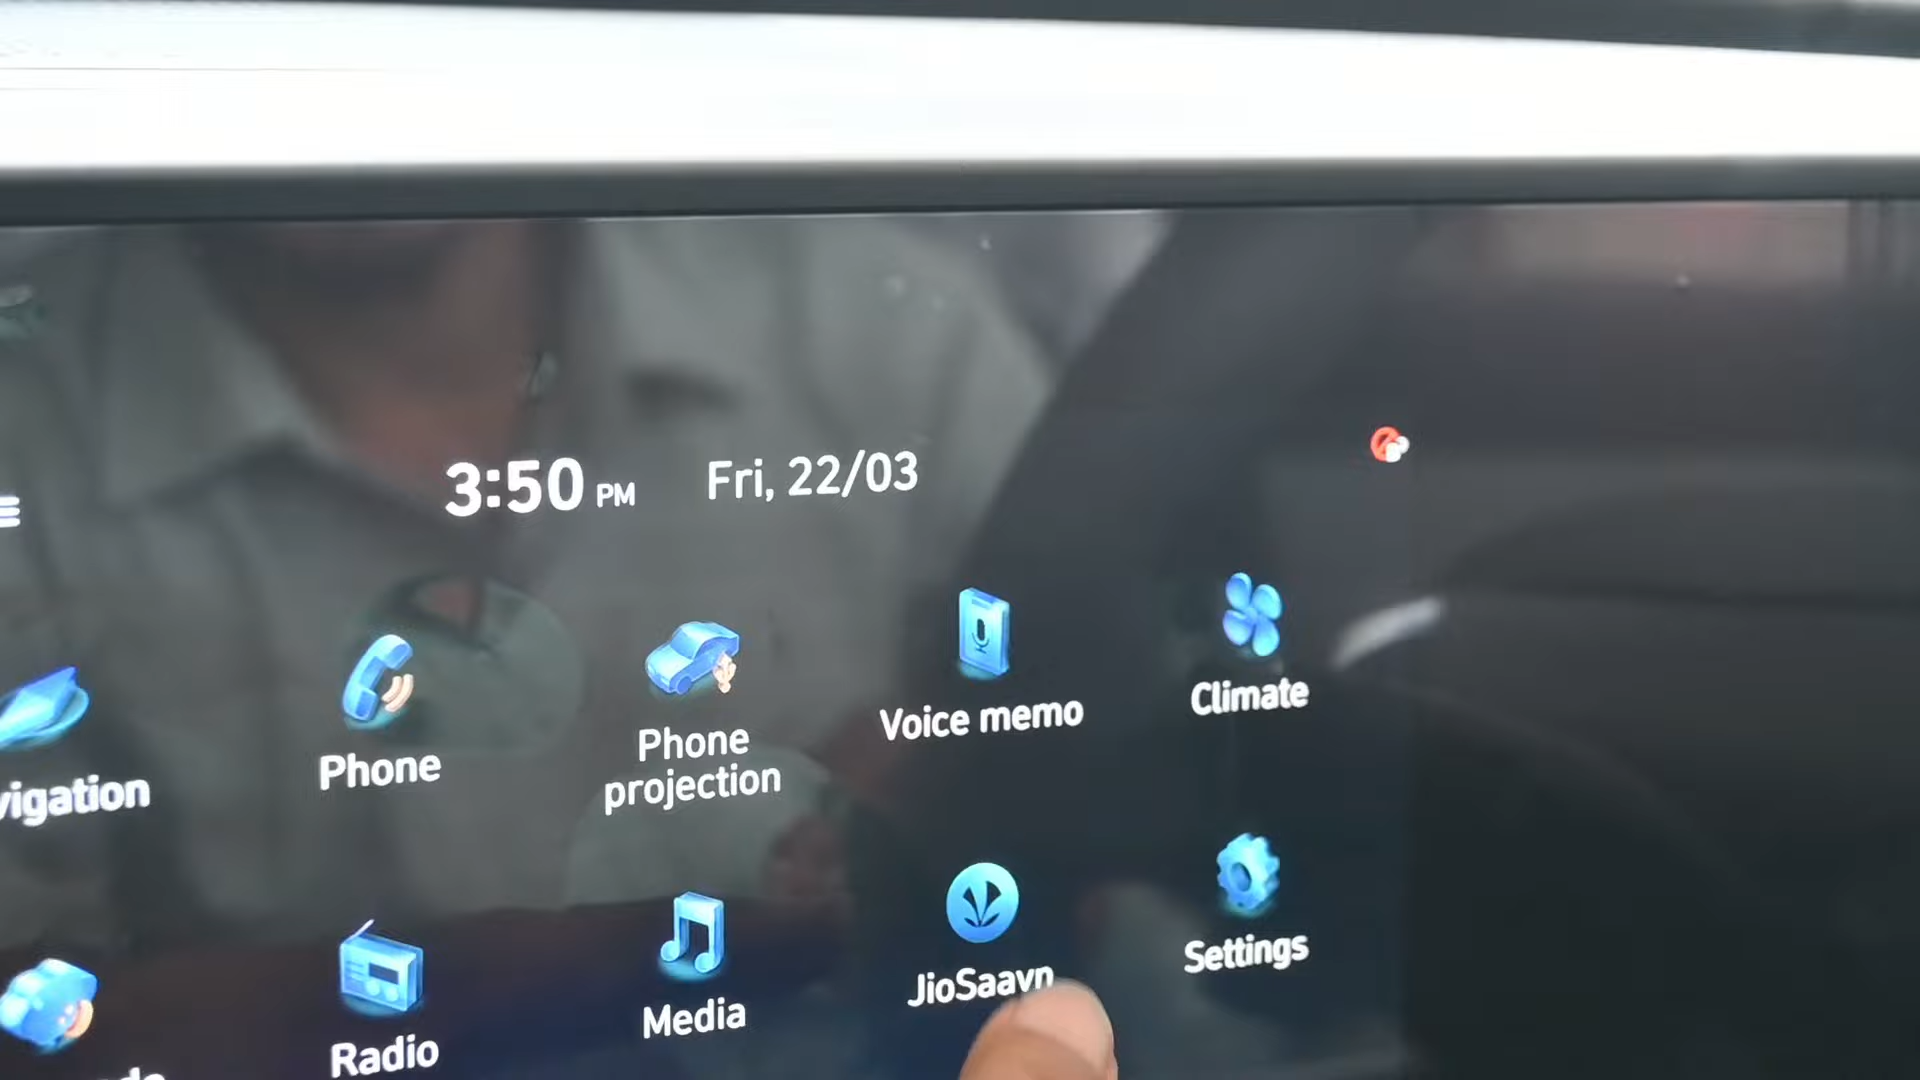 3:50 PM Fri, 22/03
Phone
Phone
projection
Voice memo
Climate
vigation
Radio
Media
JioSaavn
Settings